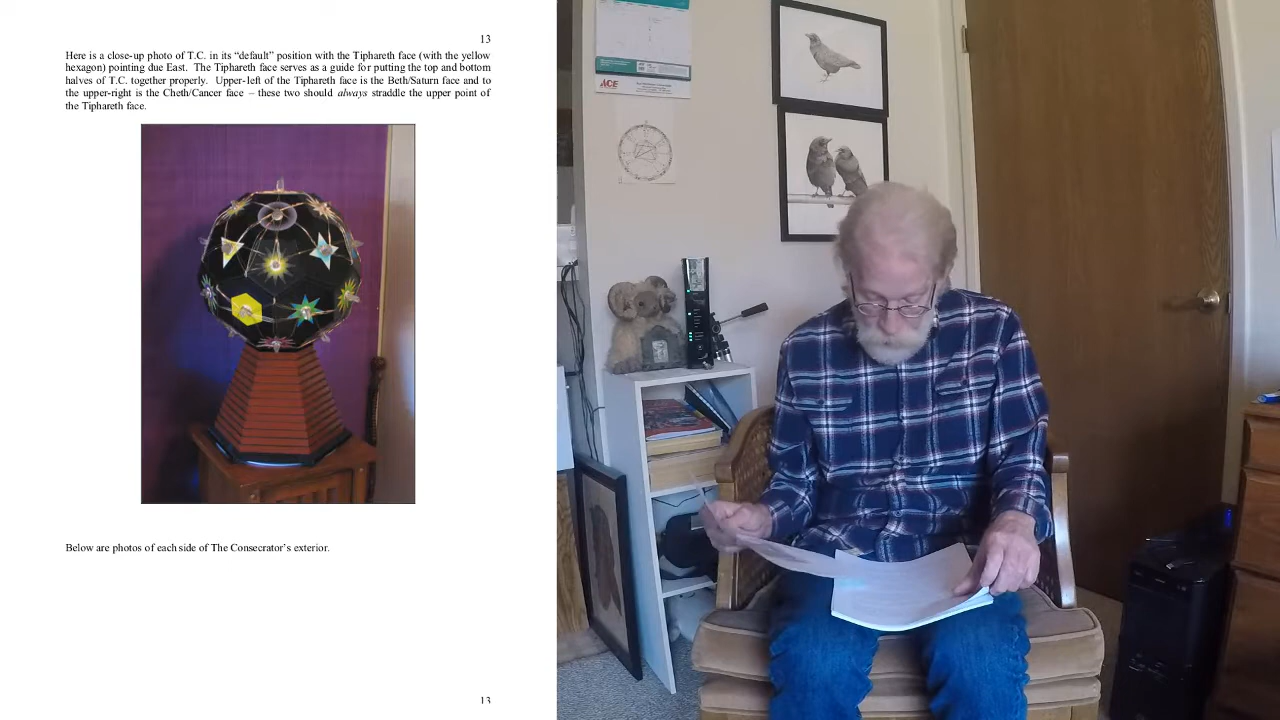 13
Here is a close-up photo of T.C. in its “default” position with the Tiphareth face (with the yellow
hexagon) pointing due East. The Tiphareth face serves as a guide for putting the top and bottom
halves of T.C. together properly. Upper-left of the Tiphareth face is the Beth/Saturn face and to
the upper-right is the Cheth/Cancer face – these two should always straddle the upper point of
the Tiphareth face.
Below are photos of each side of The Consecrator’s exterior.
13
ACE